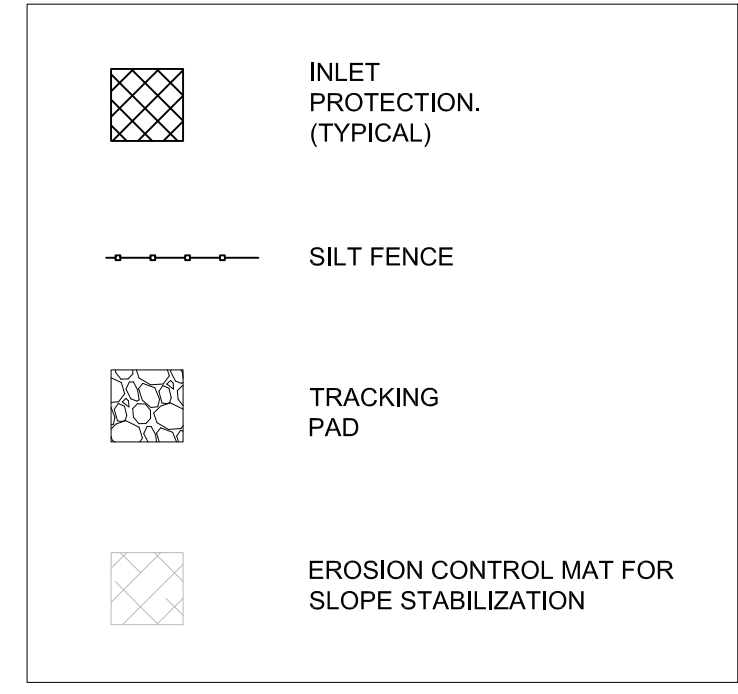 INLET
PROTECTION.
(TYPICAL)
SILT FENCE
TRACKING
PAD
EROSION CONTROL MAT FOR
SLOPE STABILIZATION